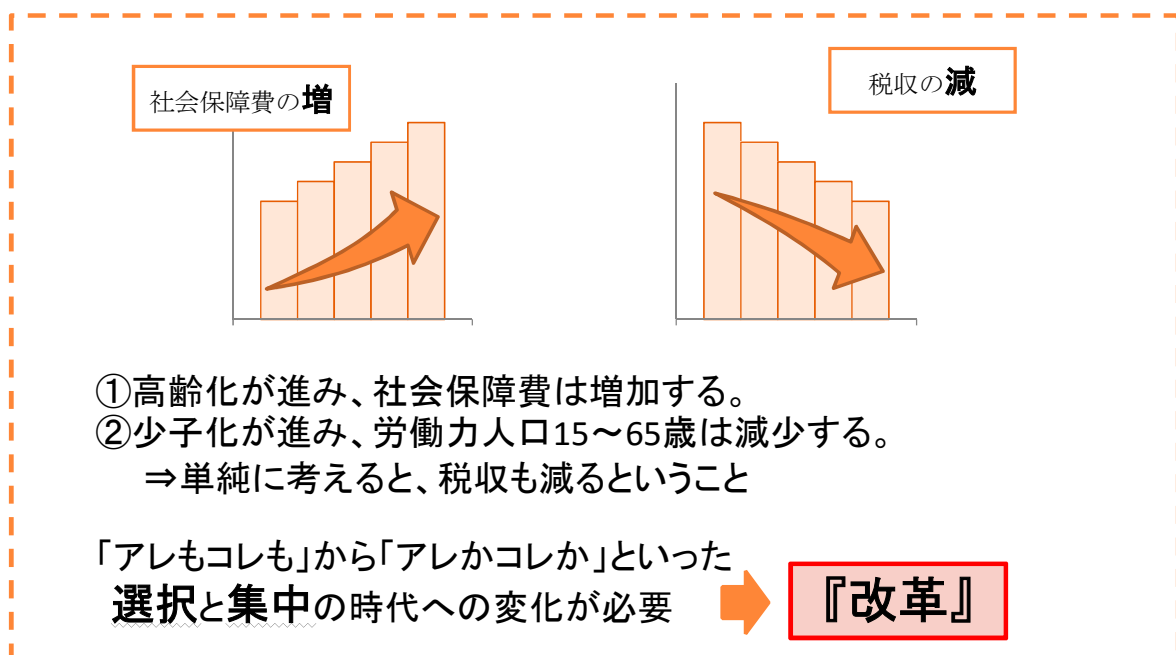 社会保障費の増
税収の減
①高齢化が進み、社会保障費は増加する。
②少子化が進み、労働力人口15～65歳は減少する。
⇒単純に考えると、税収も減るということ
「アレもコレも」から「アレかコレか」といった
選択と集中の時代への変化が必要
『改革』